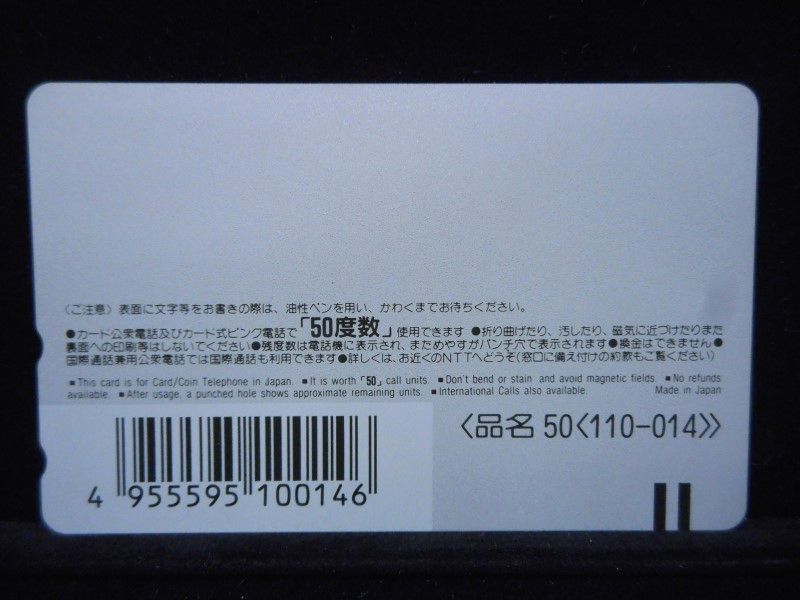 〈ご注意〉表面に文字等をお書きの際は、油性ペンを用い、かわくまでお待ちください。
●カード公衆電話及びカード式ピンク電話で「50度数」使用できます ●折り曲げたり、汚したり、磁気に近づけたりまた
裏面への印刷等はしないでください●残度数は電話機に表示され、まためやすがパンチ穴で表示されます●換金はできません●
国際通話兼用公衆電話では国際通話も利用できます●詳しくは、お近くのNTTへどうぞ(窓口に備え付けの約款もご覧ください)
■This card is for Card/Coin Telephone in Japan. ■It is worth「50」call units. ■Don't bend or stain and avoid magnetic fields. ■No refunds
available. ■After usage, a punched hole shows approximate remaining units. ■International Calls also available. Made in Japan
〈品名 50〈110-014〉〉
4 955595 100146